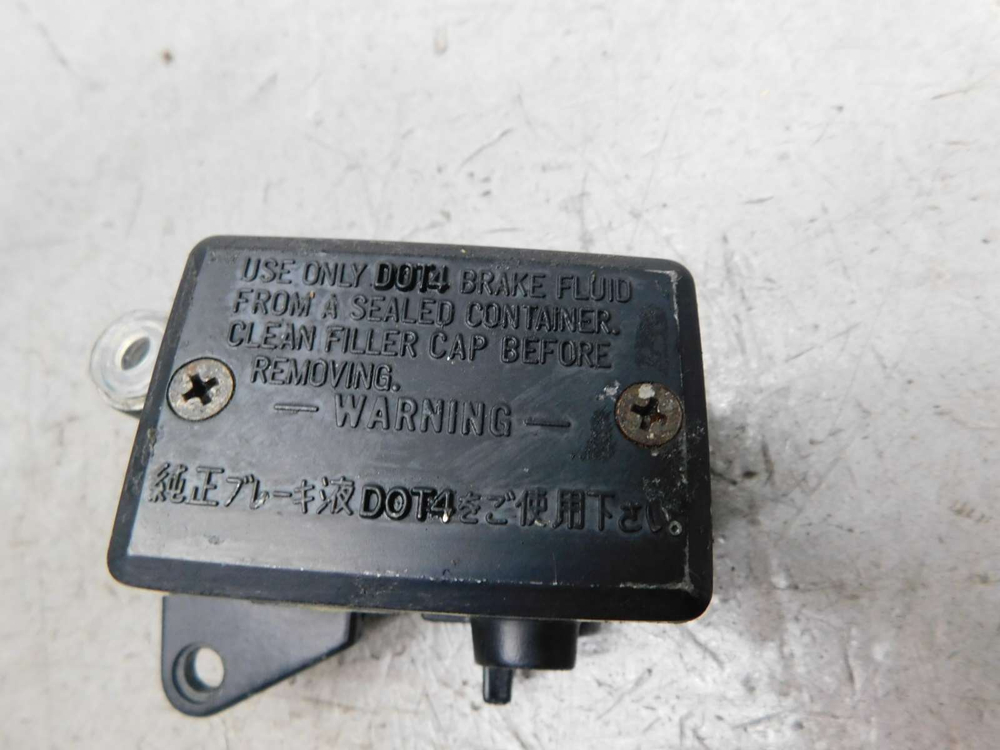 USE ONLY DOT4 BRAKE FLUID
FROM A SEALED CONTAINER.
CLEAN FILLER CAP BEFORE
REMOVING.
— WARNING —
純正ブレーキ液DOT4をご使用下さい。